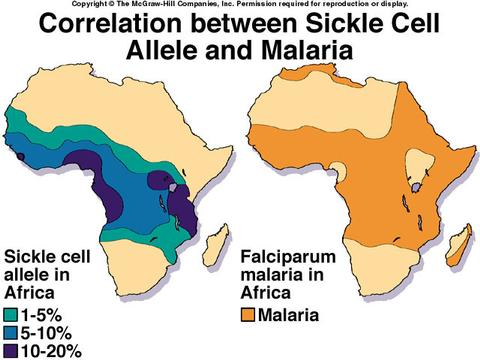 Copyright © The McGraw-Hill Companies, Inc. Permission required for reproduction or display.
Correlation between Sickle Cell
Allele and Malaria
Sickle cell
allele in
Africa
1-5%
5-10%
10-20%
Falciparum
malaria in
Africa
Malaria